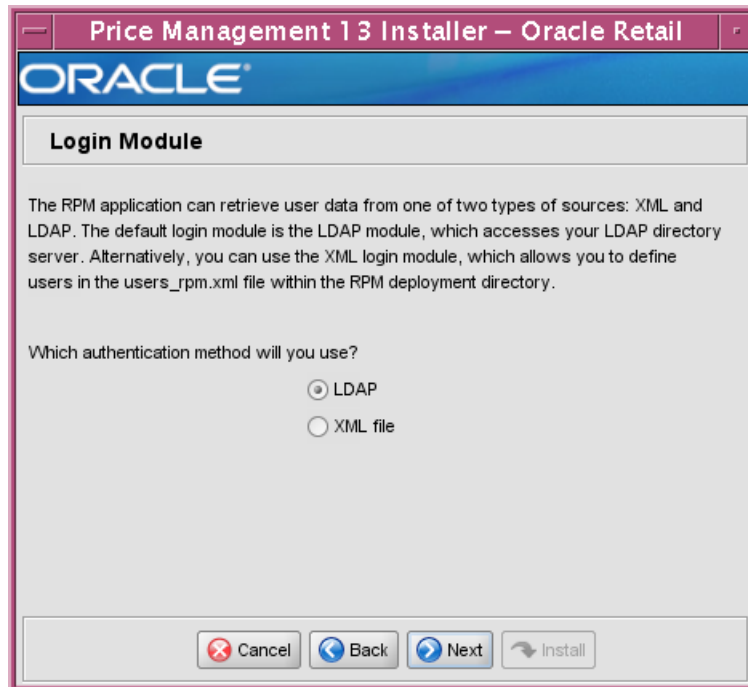 Price Management 13 Installer – Oracle Retail
ORACLE®
Login Module
The RPM application can retrieve user data from one of two types of sources: XML and
LDAP. The default login module is the LDAP module, which accesses your LDAP directory
server. Alternatively, you can use the XML login module, which allows you to define
users in the users_rpm.xml file within the RPM deployment directory.
Which authentication method will you use?
LDAP
XML file
Cancel Back Next Install